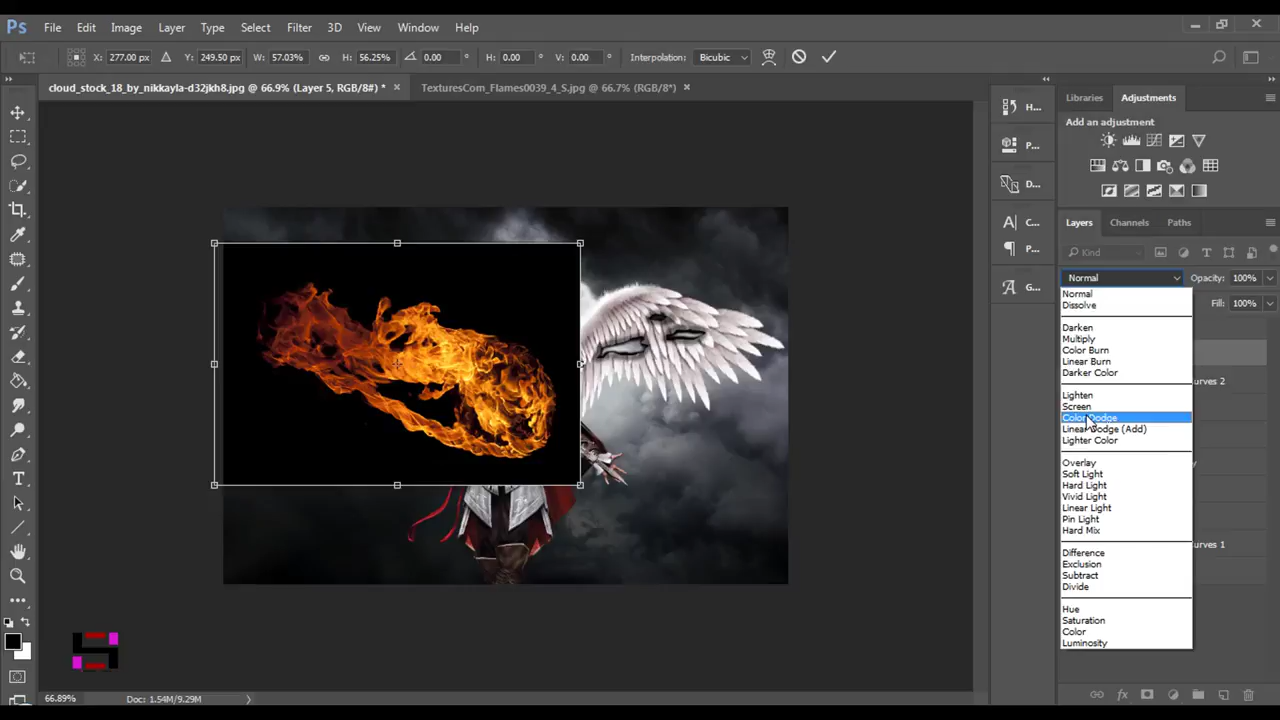 Ps File Edit Image Layer Type Select Filter 3D View Window Help
X: 277.00 px Y: 249.50 px W: 57.03% H: 56.25% 0.00 ° H: 0.00 ° V: 0.00 ° Interpolation: Bicubic
cloud_stock_18_by_nikkayla-d32jkh8.jpg @ 66.9% (Layer 5, RGB/8#) * × TexturesCom_Flames0039_4_S.jpg @ 66.7% (RGB/8*) ×
H...
P...
D...
C...
P...
G...
Libraries Adjustments
Add an adjustment
Layers Channels Paths
Kind
Normal Opacity: 100%
Fill: 100%
Normal
Dissolve
Darken
Multiply
Color Burn
Linear Burn
Darker Color
Lighten
Screen
Color Dodge
Linear Dodge (Add)
Lighter Color
Overlay
Soft Light
Hard Light
Vivid Light
Linear Light
Pin Light
Hard Mix
Difference
Exclusion
Subtract
Divide
Hue
Saturation
Color
Luminosity
urves 2
y
urves 1
66.89% Doc: 1.54M/9.29M